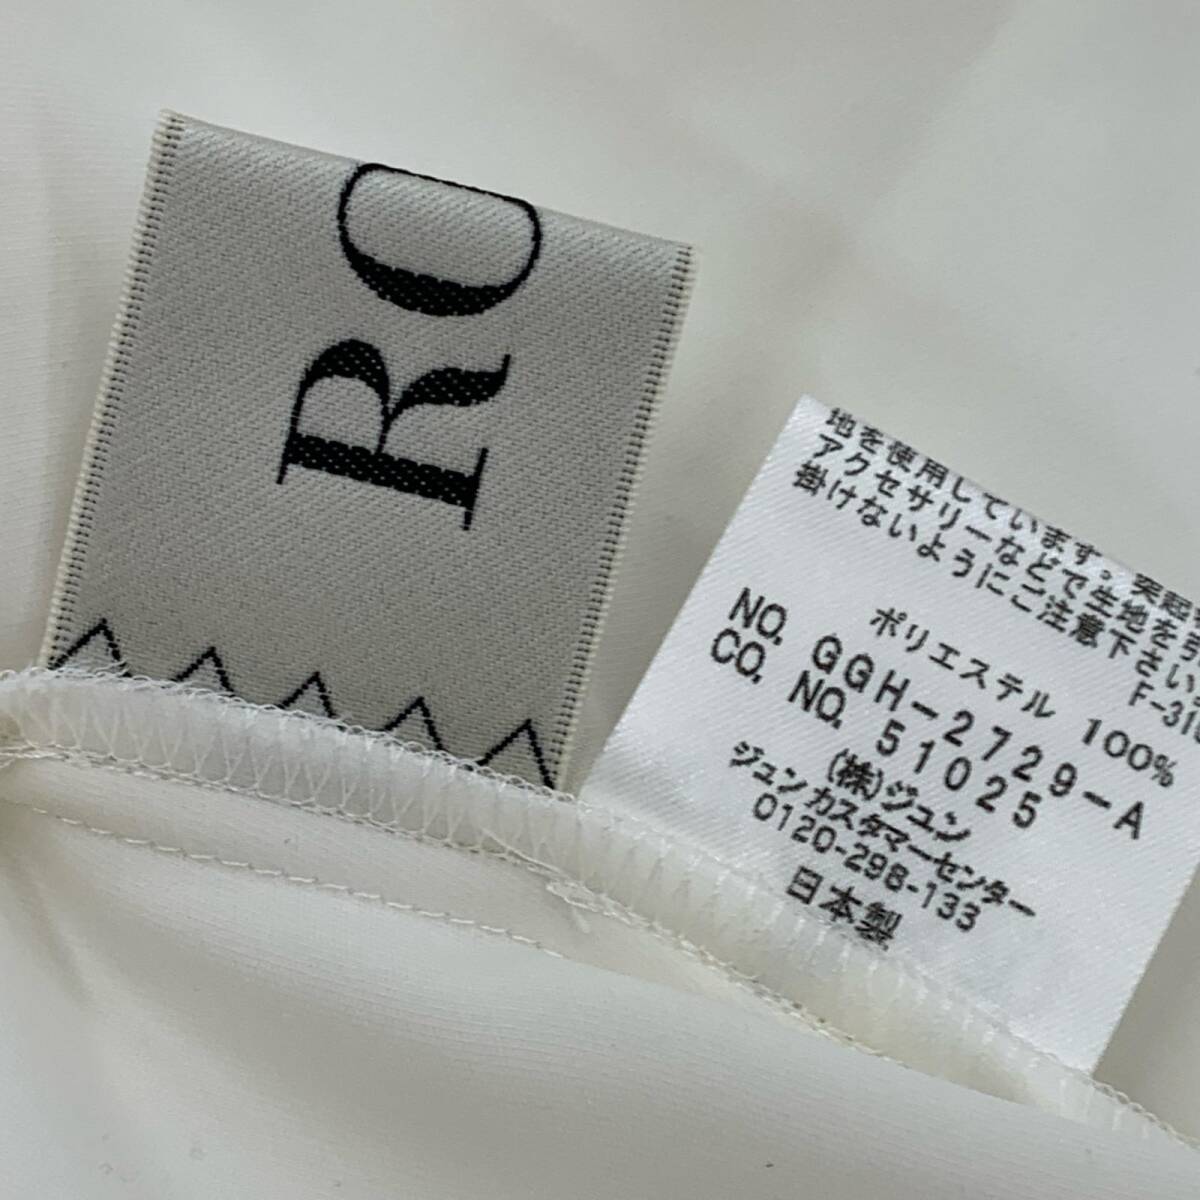 RO
地を使用しています。突起
アクセサリーなどで生地を引
掛けないようにご注意下さい。
ポリエステル 100%
NO. GGH-2729-A
CO. NO. 51025
(株)ジュン
ジュンカスタマーセンター
0120-298-133
日本製